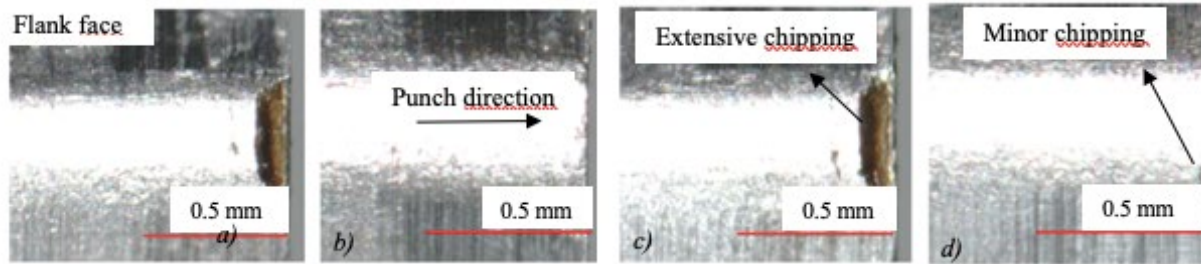 Flank face
0.5 mm
a)
Punch direction
0.5 mm
b)
Extensive chipping
0.5 mm
c)
Minor chipping
0.5 mm
d)